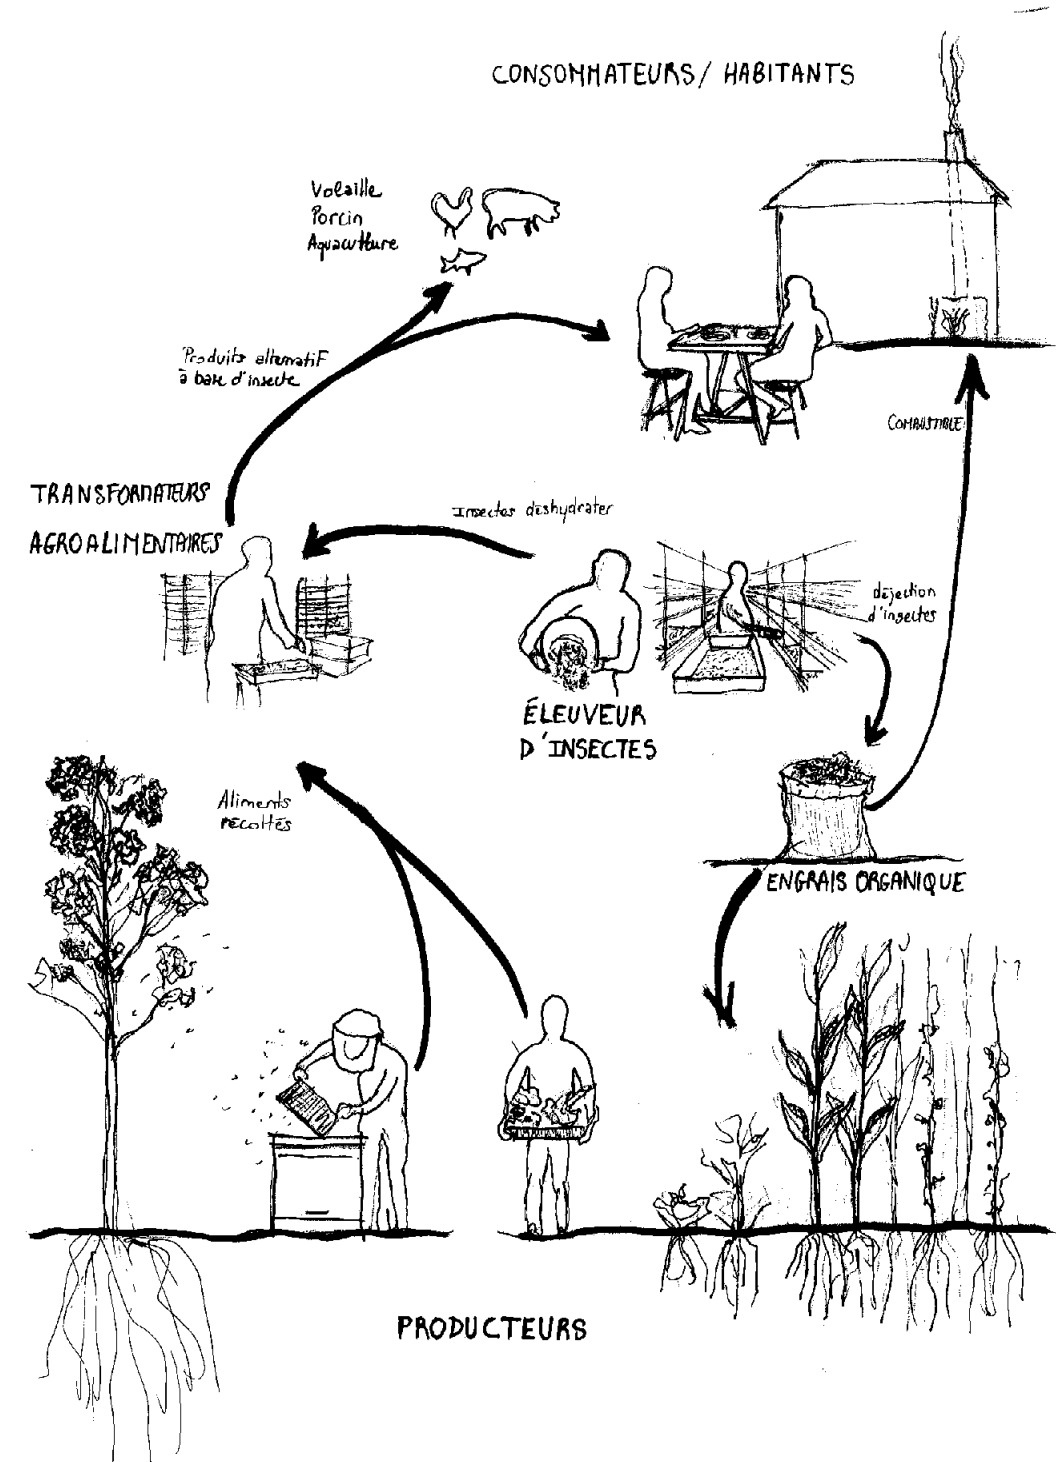 CONSOMMATEURS/ HABITANTS
Volaille
Porcin
Aquaculture
Produits alternatif
à base d'insecte
COMBUSTIBLE
TRANSFORMATEURS
AGROALIMENTAIRES
Insectes déshydrater
déjection
d'insectes
ÉLEUVEUR
D'INSECTES
Aliments
récoltés
ENGRAIS ORGANIQUE
PRODUCTEURS